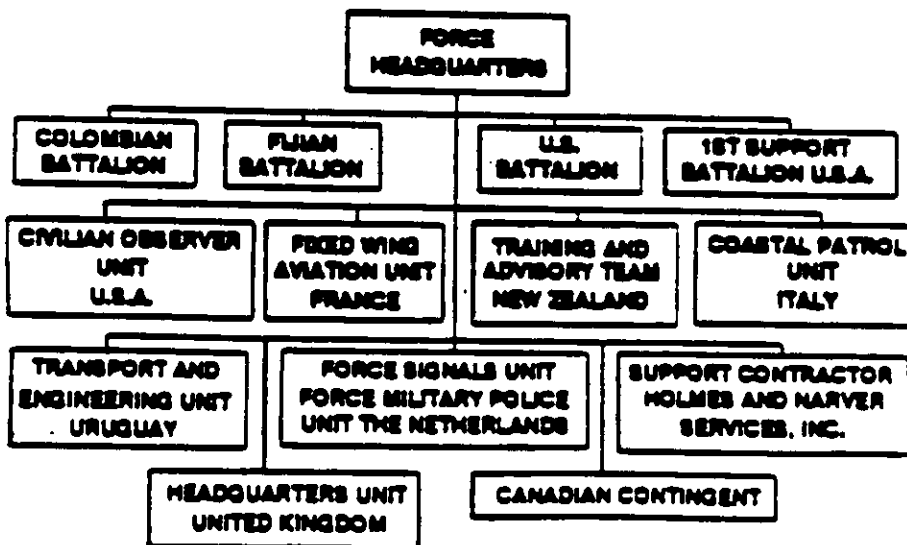 FORCE
HEADQUARTERS
COLOMBIAN
BATTALION
FIJIAN
BATTALION
U.S.
BATTALION
1ST SUPPORT
BATTALION U.S.A.
CIVILIAN OBSERVER
UNIT
U.S.A.
FIXED WING
AVIATION UNIT
FRANCE
TRAINING AND
ADVISORY TEAM
NEW ZEALAND
COASTAL PATROL
UNIT
ITALY
TRANSPORT AND
ENGINEERING UNIT
URUGUAY
FORCE SIGNALS UNIT
FORCE MILITARY POLICE
UNIT THE NETHERLANDS
SUPPORT CONTRACTOR
HOLMES AND NARVER
SERVICES, INC.
HEADQUARTERS UNIT
UNITED KINGDOM
CANADIAN CONTINGENT